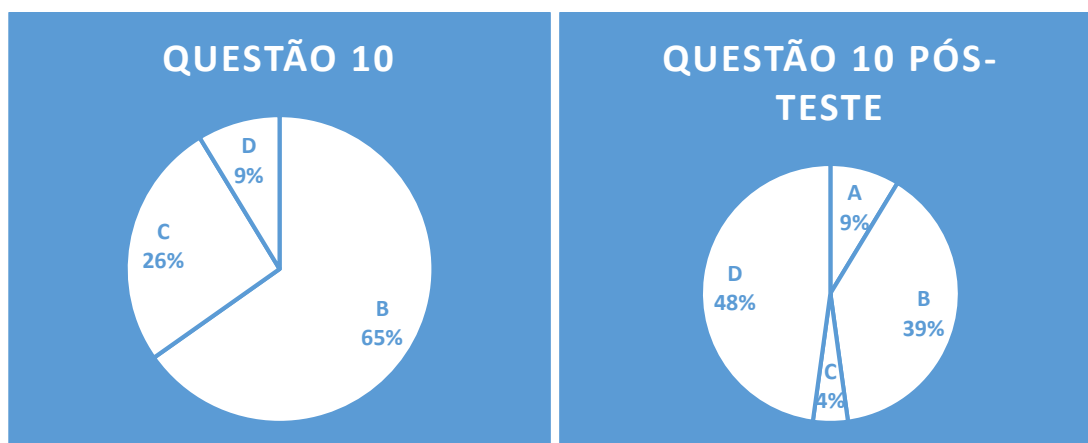 QUESTÃO 10
D
9%
C
26%
B
65%
QUESTÃO 10 PÓS-
TESTE
A
9%
D
48%
B
39%
C
4%